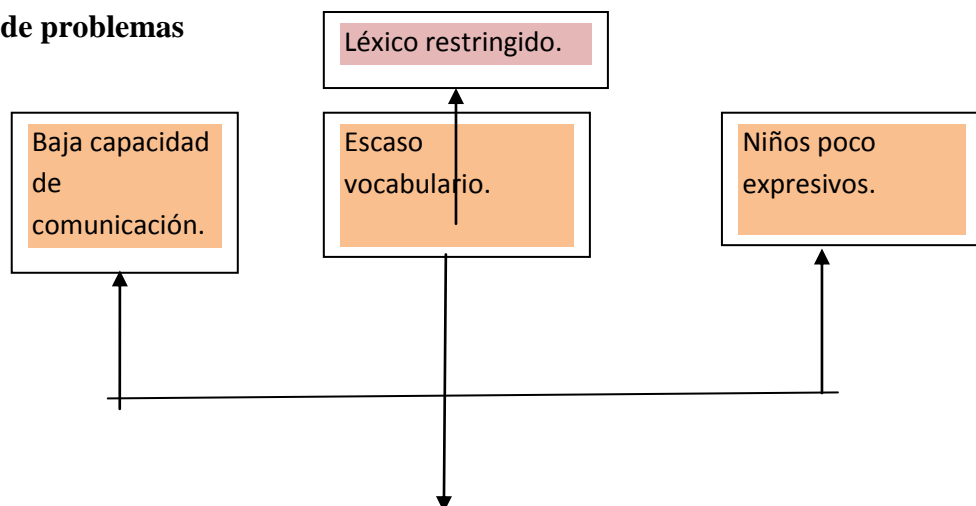 de problemas
Léxico restringido.
Baja capacidad
de
comunicación.
Escaso
vocabulario.
Niños poco
expresivos.